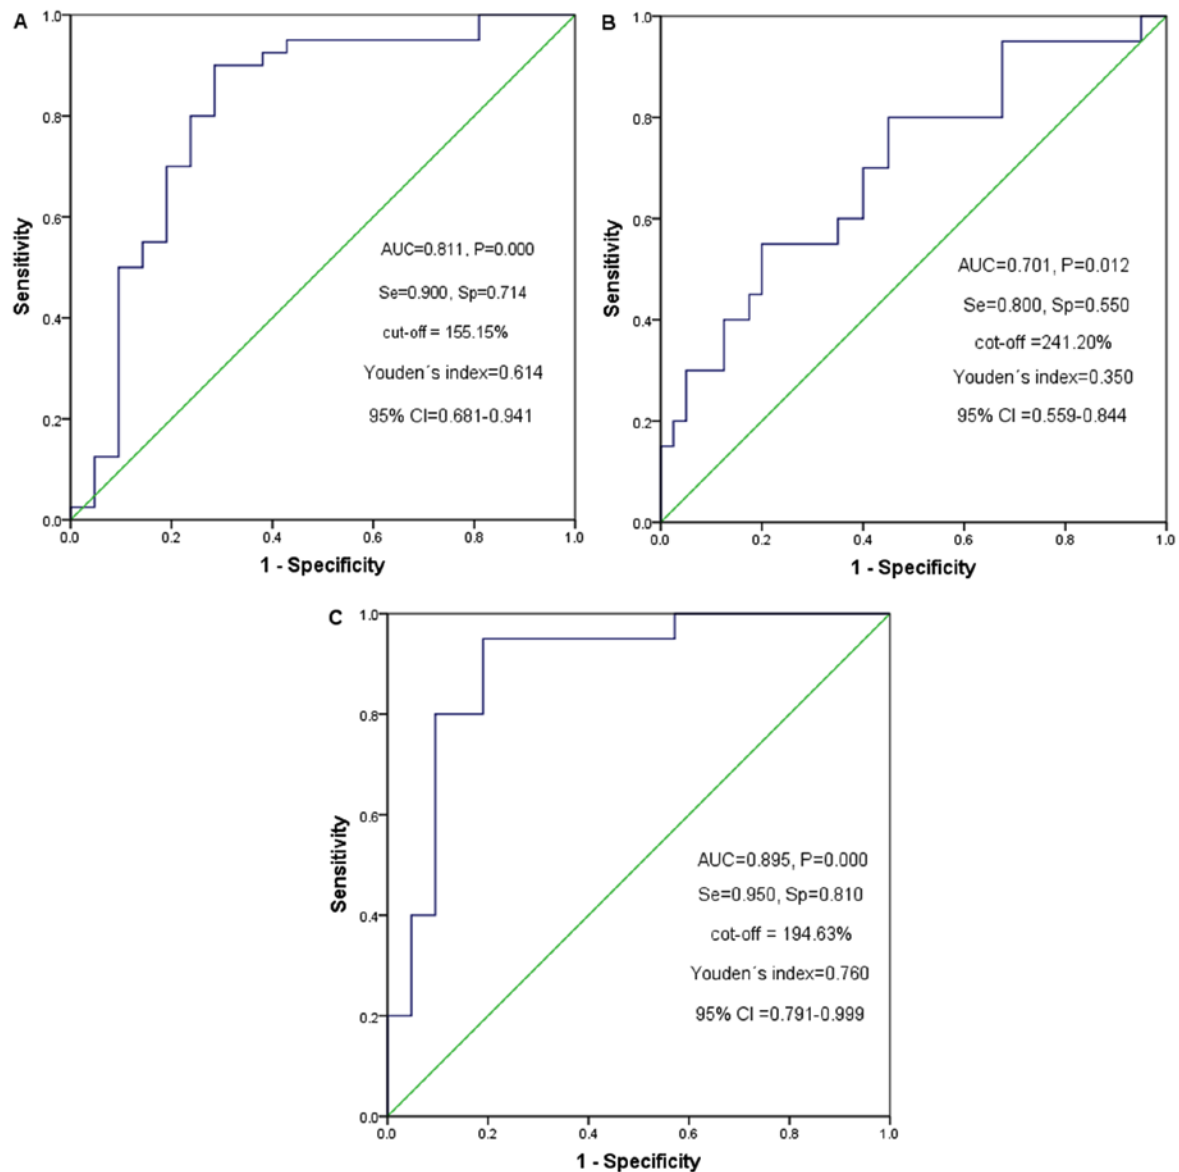 A
1.0
0.8
0.6
0.4
0.2
0.0
Sensitivity
AUC=0.811, P=0.000
Se=0.900, Sp=0.714
cut-off = 155.15%
Youden´s index=0.614
95% CI=0.681-0.941
0.0 0.2 0.4 0.6 0.8 1.0
1 - Specificity
B
1.0
0.8
0.6
0.4
0.2
0.0
Sensitivity
AUC=0.701, P=0.012
Se=0.800, Sp=0.550
cot-off =241.20%
Youden´s index=0.350
95% CI =0.559-0.844
0.0 0.2 0.4 0.6 0.8 1.0
1 - Specificity
C
1.0
0.8
0.6
0.4
0.2
0.0
Sensitivity
AUC=0.895, P=0.000
Se=0.950, Sp=0.810
cot-off = 194.63%
Youden´s index=0.760
95% CI =0.791-0.999
0.0 0.2 0.4 0.6 0.8 1.0
1 - Specificity